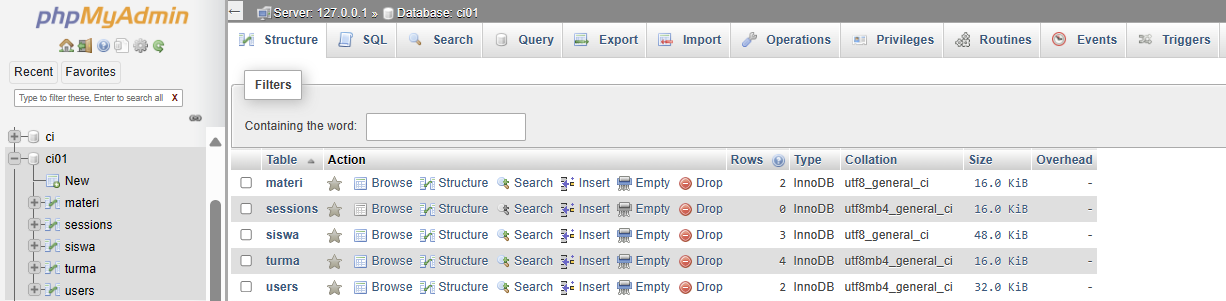 phpMyAdmin
Recent Favorites
Type to filter these, Enter to search all X
ci
ci01
New
materi
sessions
siswa
turma
users
Server: 127.0.0.1 » Database: ci01
Structure SQL Search Query Export Import Operations Privileges Routines Events Triggers
Filters
Containing the word:
Table Action Rows Type Collation Size Overhead
materi Browse Structure Search Insert Empty Drop 2 InnoDB utf8_general_ci 16.0 KiB -
sessions Browse Structure Search Insert Empty Drop 0 InnoDB utf8mb4_general_ci 16.0 KiB -
siswa Browse Structure Search Insert Empty Drop 3 InnoDB utf8_general_ci 48.0 KiB -
turma Browse Structure Search Insert Empty Drop 4 InnoDB utf8mb4_general_ci 16.0 KiB -
users Browse Structure Search Insert Empty Drop 2 InnoDB utf8mb4_general_ci 32.0 KiB -